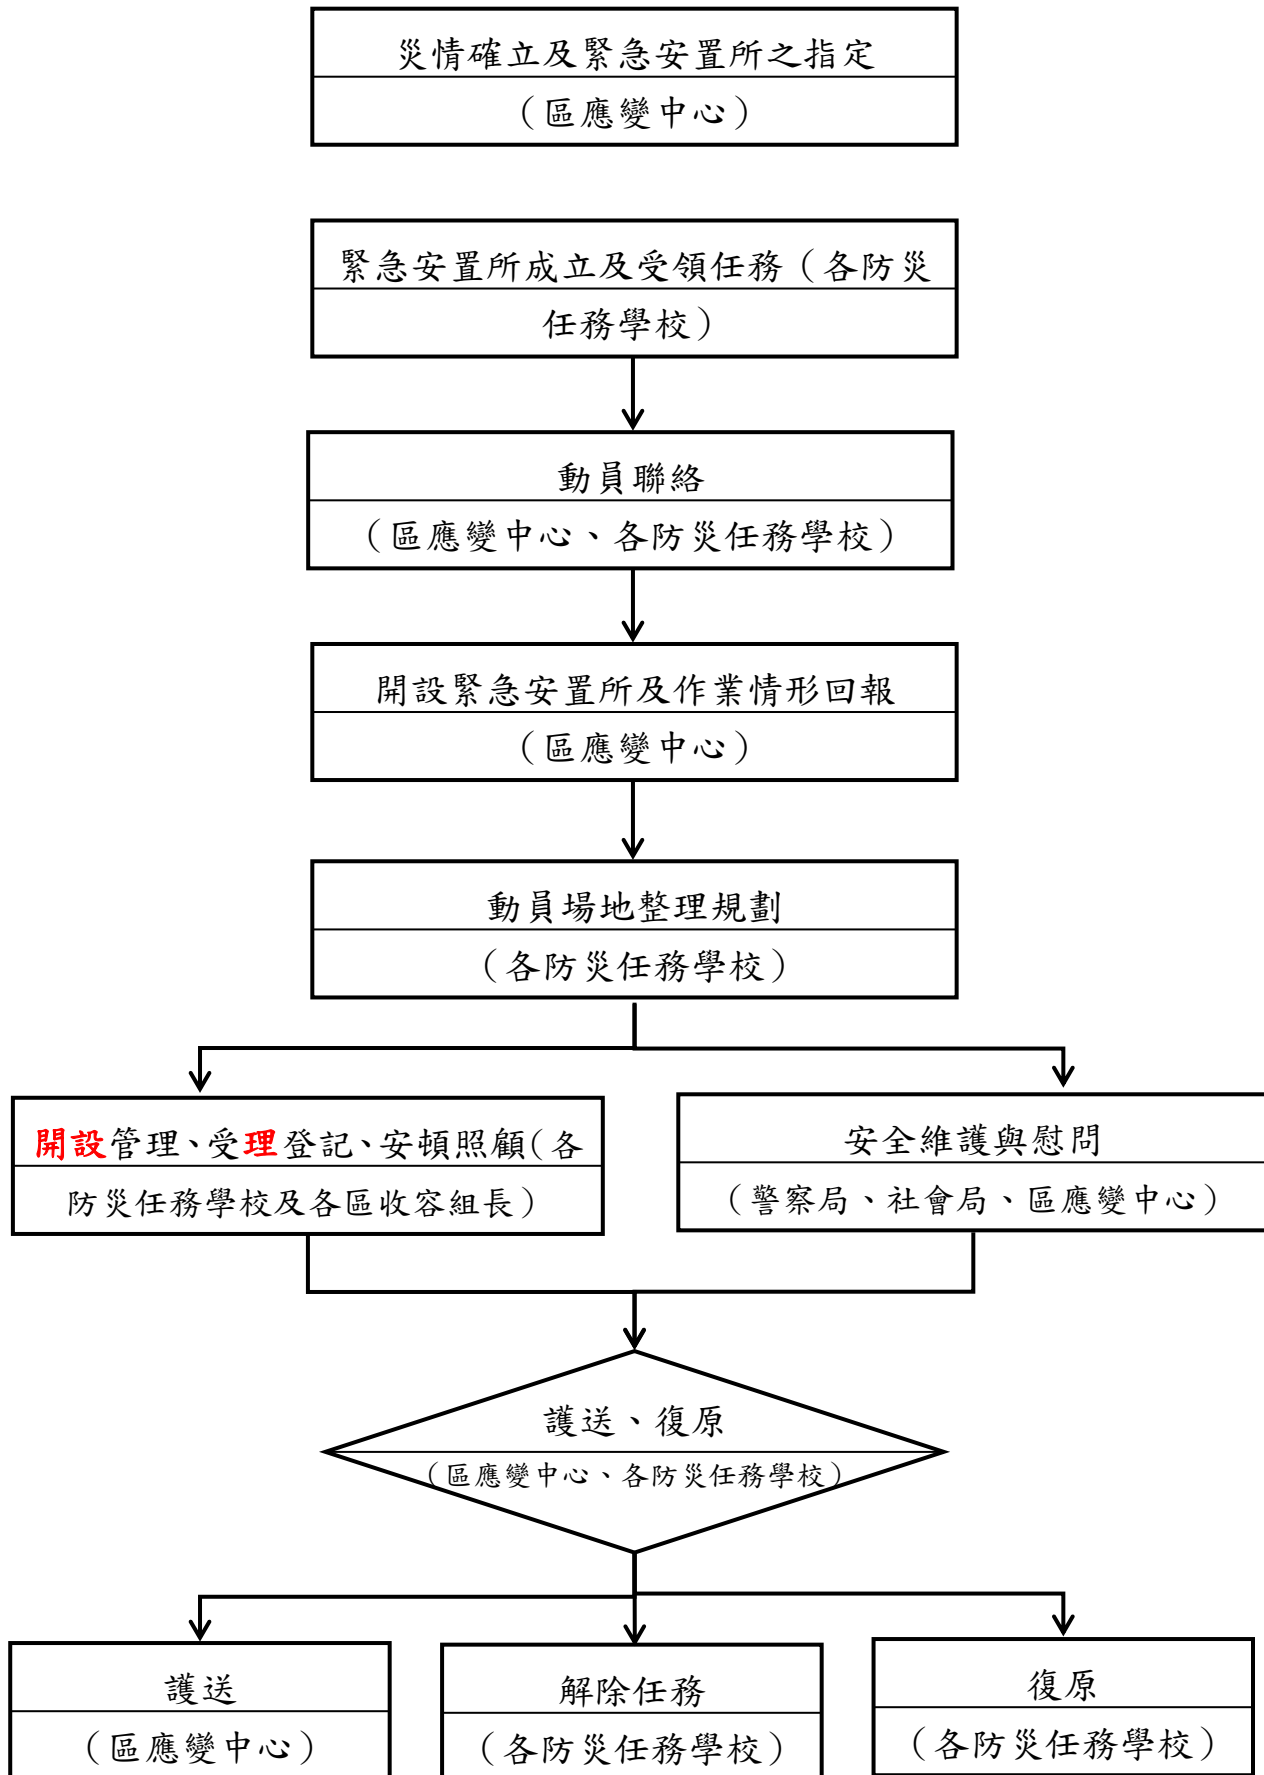 災情確立及緊急安置所之指定
（區應變中心）
緊急安置所成立及受領任務（各防災
任務學校）
動員聯絡
（區應變中心、各防災任務學校）
開設緊急安置所及作業情形回報
（區應變中心）
動員場地整理規劃
（各防災任務學校）
開設管理、受理登記、安頓照顧（各
防災任務學校及各區收容組長）
安全維護與慰問
（警察局、社會局、區應變中心）
護送、復原
（區應變中心、各防災任務學校）
護送
（區應變中心）
解除任務
（各防災任務學校）
復原
（各防災任務學校）